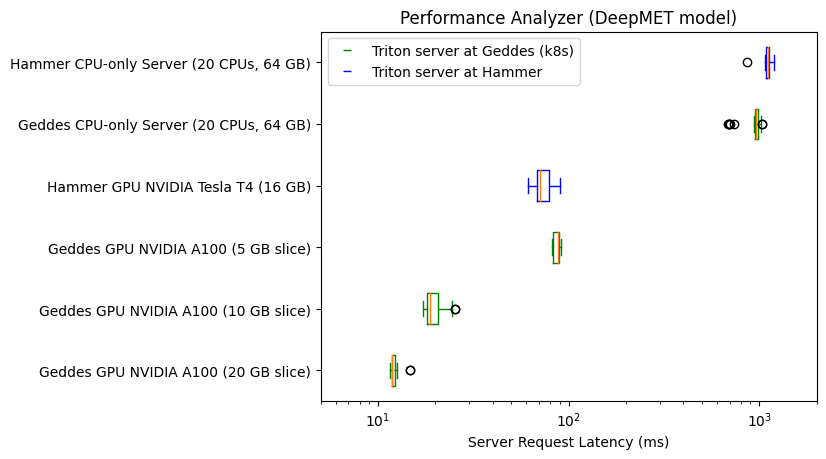 Performance Analyzer (DeepMET model)
Triton server at Geddes (k8s)
Triton server at Hammer
Hammer CPU-only Server (20 CPUs, 64 GB)
Geddes CPU-only Server (20 CPUs, 64 GB)
Hammer GPU NVIDIA Tesla T4 (16 GB)
Geddes GPU NVIDIA A100 (5 GB slice)
Geddes GPU NVIDIA A100 (10 GB slice)
Geddes GPU NVIDIA A100 (20 GB slice)
10¹ 10² 10³
Server Request Latency (ms)